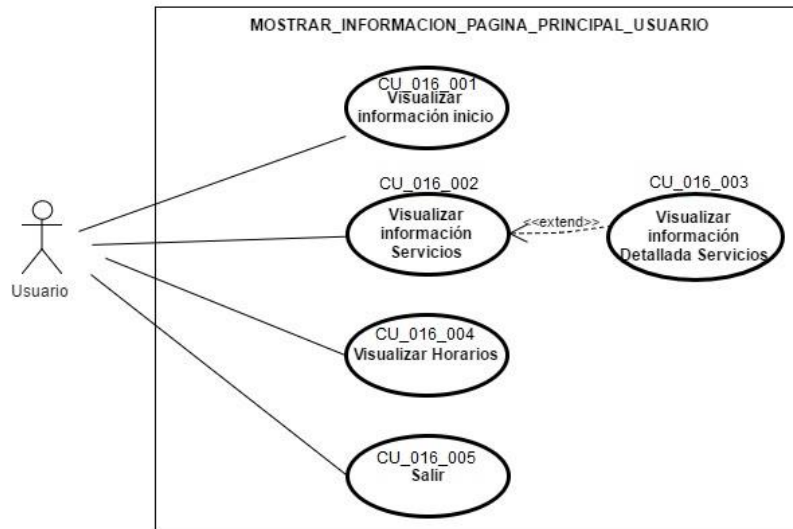 MOSTRAR_INFORMACION_PAGINA_PRINCIPAL_USUARIO
CU_016_001
Visualizar
información inicio
CU_016_002
Visualizar
información
Servicios
<<extend>>
CU_016_003
Visualizar
información
Detallada Servicios
Usuario
CU_016_004
Visualizar Horarios
CU_016_005
Salir